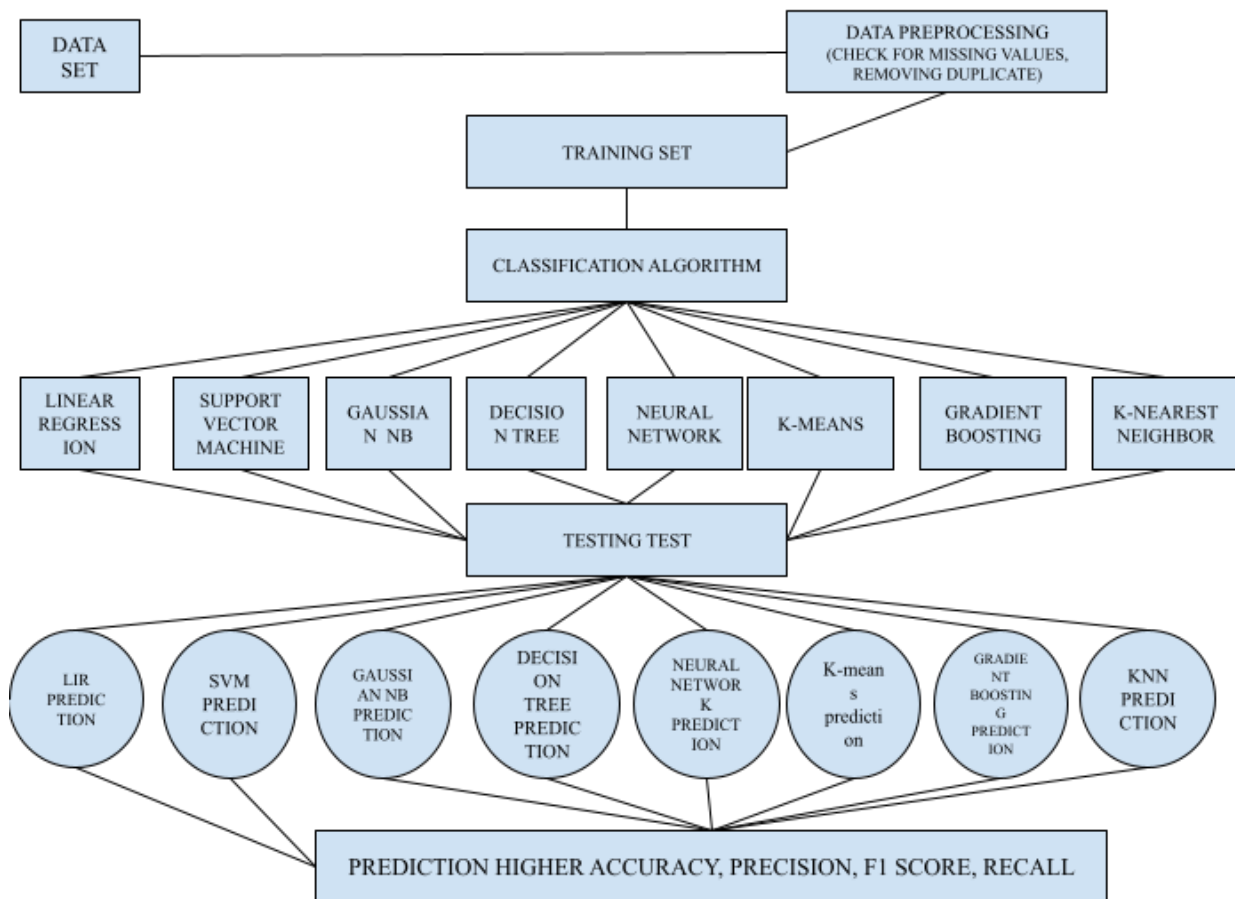 DATA
SET
DATA PREPROCESSING
(CHECK FOR MISSING VALUES,
REMOVING DUPLICATE)
TRAINING SET
CLASSIFICATION ALGORITHM
LINEAR
REGRESS
ION
SUPPORT
VECTOR
MACHINE
GAUSSIA
N NB
DECISIO
N TREE
NEURAL
NETWORK
K-MEANS
GRADIENT
BOOSTING
K-NEAREST
NEIGHBOR
TESTING TEST
LIR
PREDIC
TION
SVM
PREDI
CTION
GAUSSI
AN NB
PREDIC
TION
DECISI
ON
TREE
PREDI
CTION
NEURAL
NETWOR
K
PREDICT
ION
K-mean
s
predicti
on
GRADIE
NT
BOOSTIN
G
PREDICT
ION
KNN
PREDI
CTION
PREDICTION HIGHER ACCURACY, PRECISION, F1 SCORE, RECALL